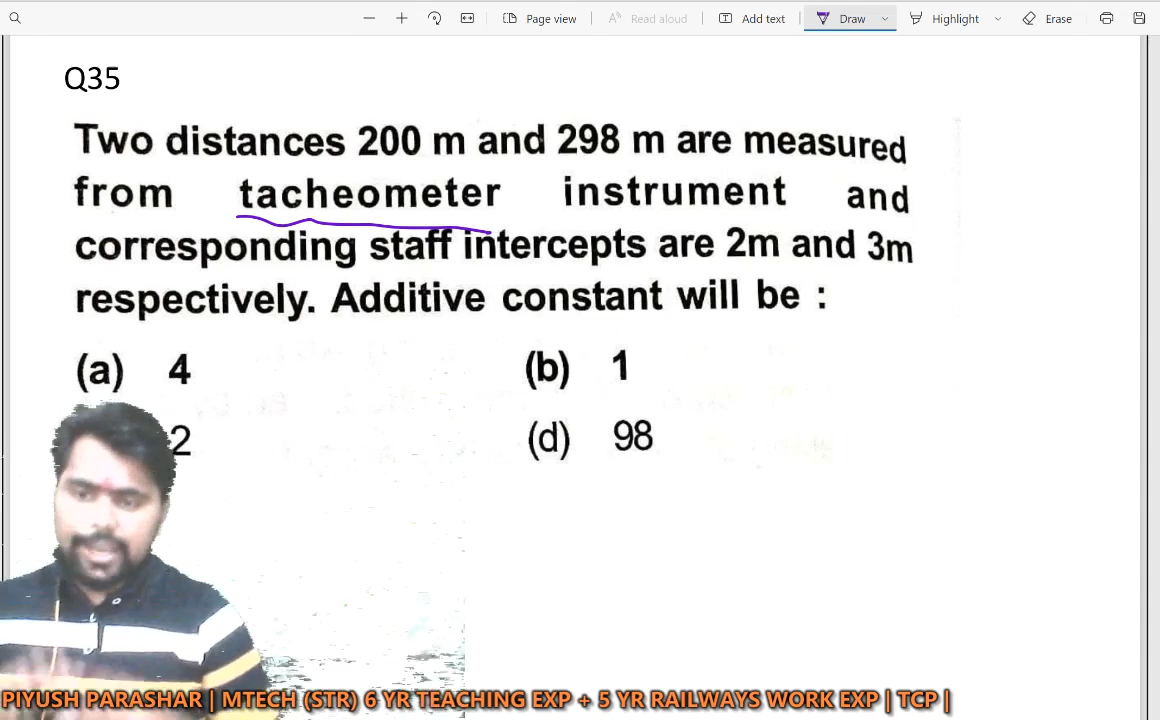 Page view
Read aloud
Add text
Draw
Highlight
Erase
Q35
Two distances 200 m and 298 m are measured
from tacheometer instrument and
corresponding staff intercepts are 2m and 3m
respectively. Additive constant will be :
(a) 4 (b) 1
2 (d) 98
PIYUSH PARASHAR | MTECH (STR) 6 YR TEACHING EXP + 5 YR RAILWAYS WORK EXP | TCP |